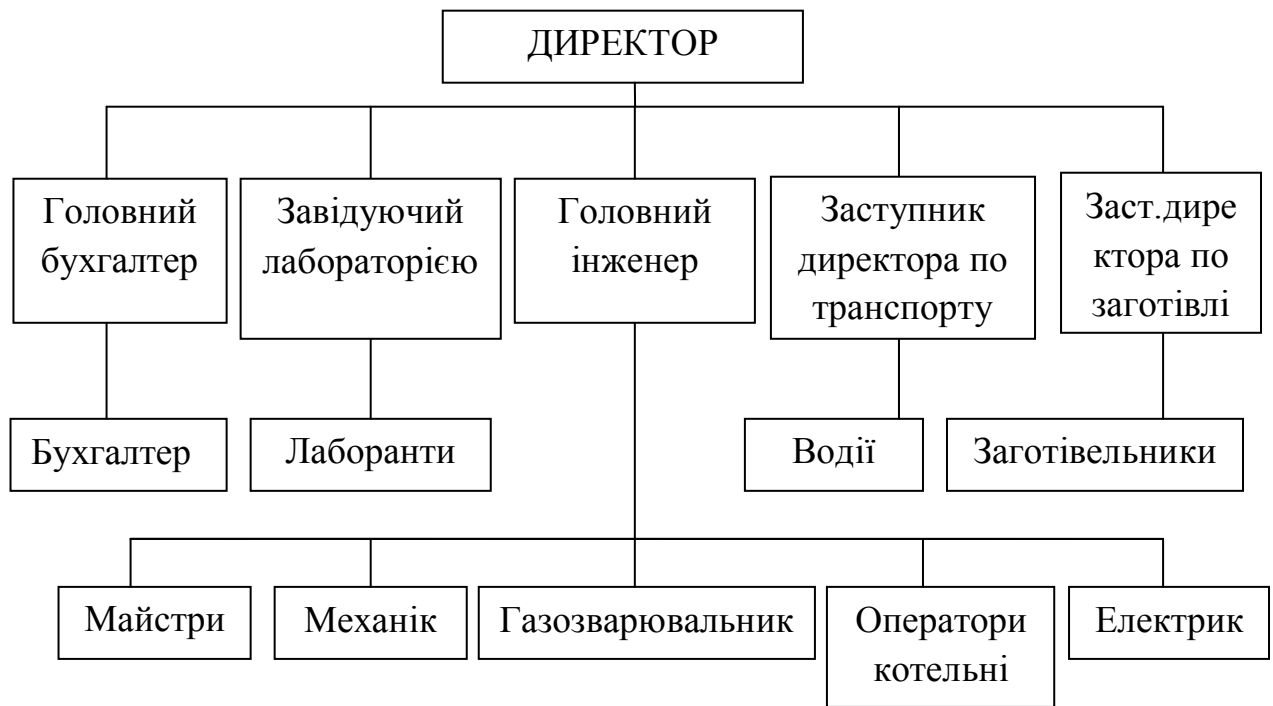 ДИРЕКТОР
Головний
бухгалтер
Завідуючий
лабораторією
Головний
інженер
Заступник
директора по
транспорту
Заст.дире
ктора по
заготівлі
Бухгалтер
Лаборанти
Водії
Заготівельники
Майстри
Механік
Газозварювальник
Оператори
котельні
Електрик